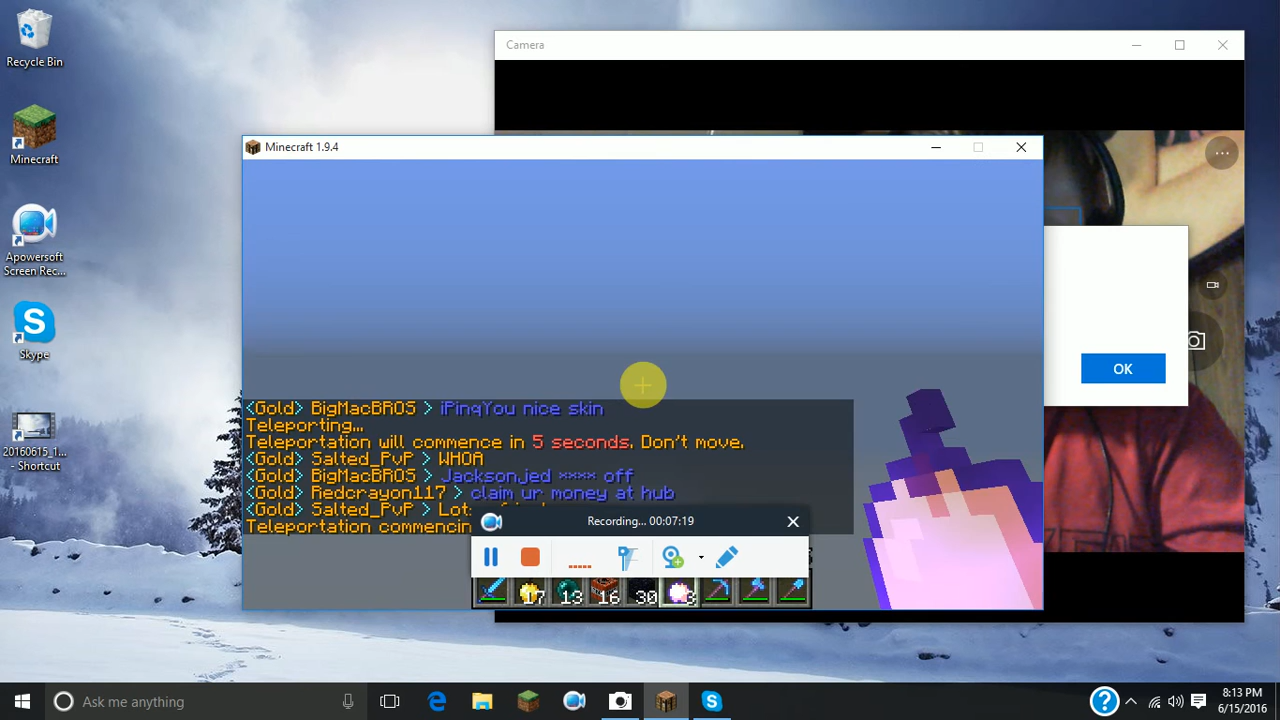 Recycle Bin
Minecraft
Apowersoft
Screen Rec...
Skype
20160615_1...
- Shortcut
Camera
Minecraft 1.9.4
OK
<Gold> BigMacBROS > iPinqYou nice skin
Teleporting...
Teleportation will commence in 5 seconds. Don't move.
<Gold> Salted_PvP > WHOA
<Gold> BigMacBROS > Jacksonjed **** off
<Gold> Redcrayon117 > claim ur money at hub
<Gold> Salted_PvP >
Teleportation commencin
Recording... 00:07:19
17 13 16 30 3
Ask me anything
8:13 PM
6/15/2016